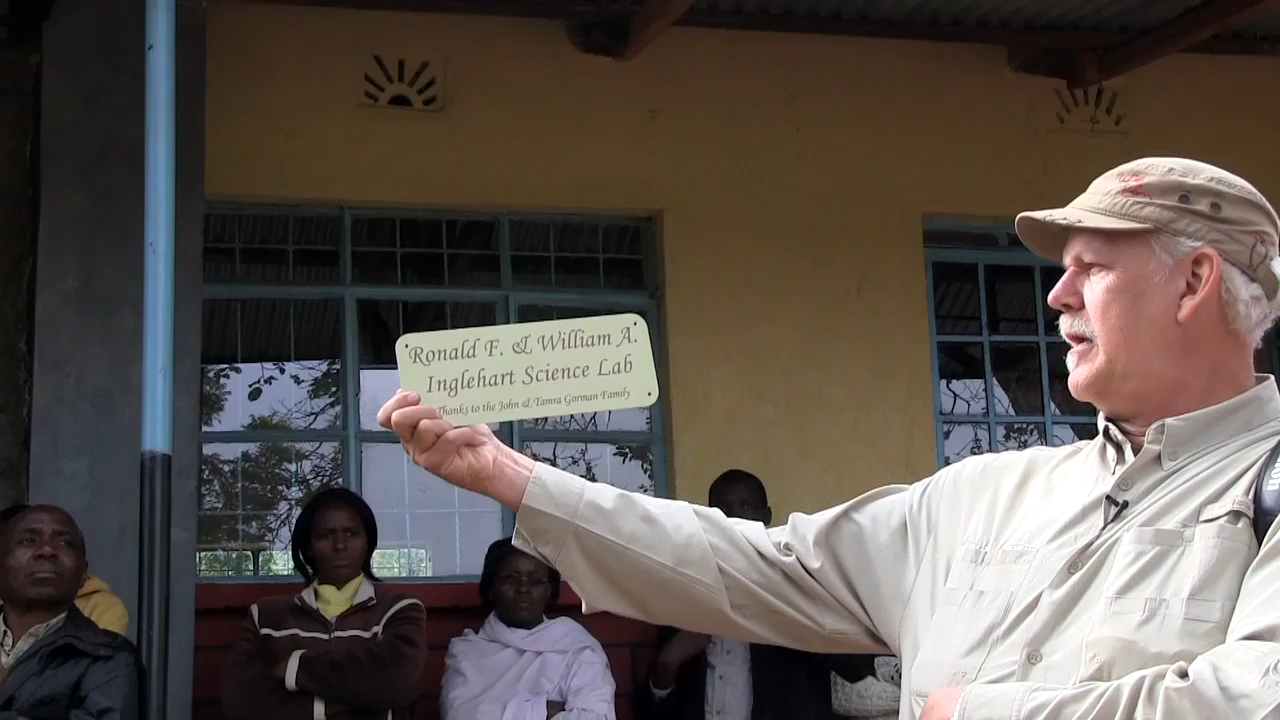 Ronald F. & William A.
Inglehart Science Lab
Thanks to the John & Tamra Gorman Family